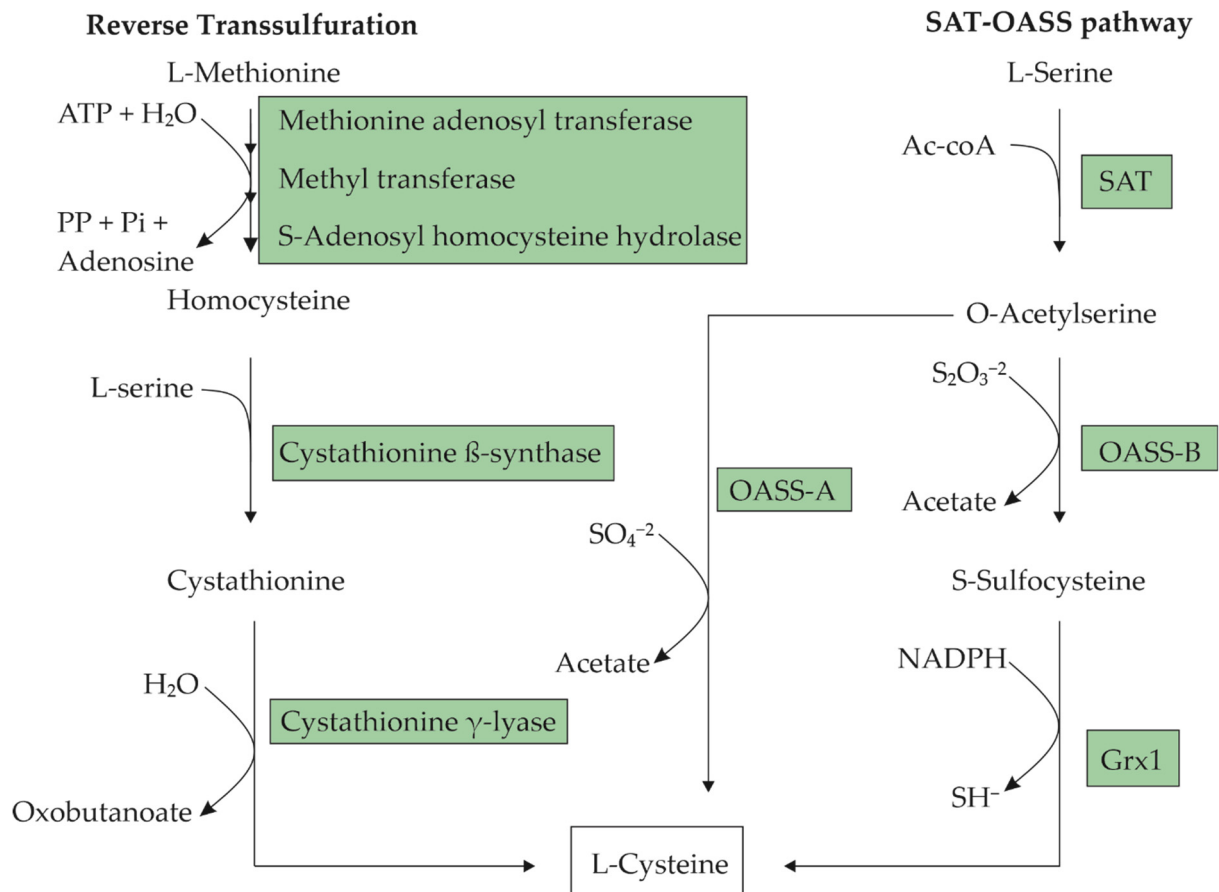 Reverse Transsulfuration
L-Methionine
ATP + H₂O
Methionine adenosyl transferase
Methyl transferase
PP + Pi +
Adenosine
S-Adenosyl homocysteine hydrolase
Homocysteine
L-serine
Cystathionine ß-synthase
Cystathionine
H₂O
Cystathionine γ-lyase
Oxobutanoate
SAT-OASS pathway
L-Serine
Ac-coA
SAT
O-Acetylserine
S₂O₃⁻²
OASS-B
Acetate
OASS-A
SO₄⁻²
Acetate
S-Sulfocysteine
NADPH
Grx1
SH⁻
L-Cysteine